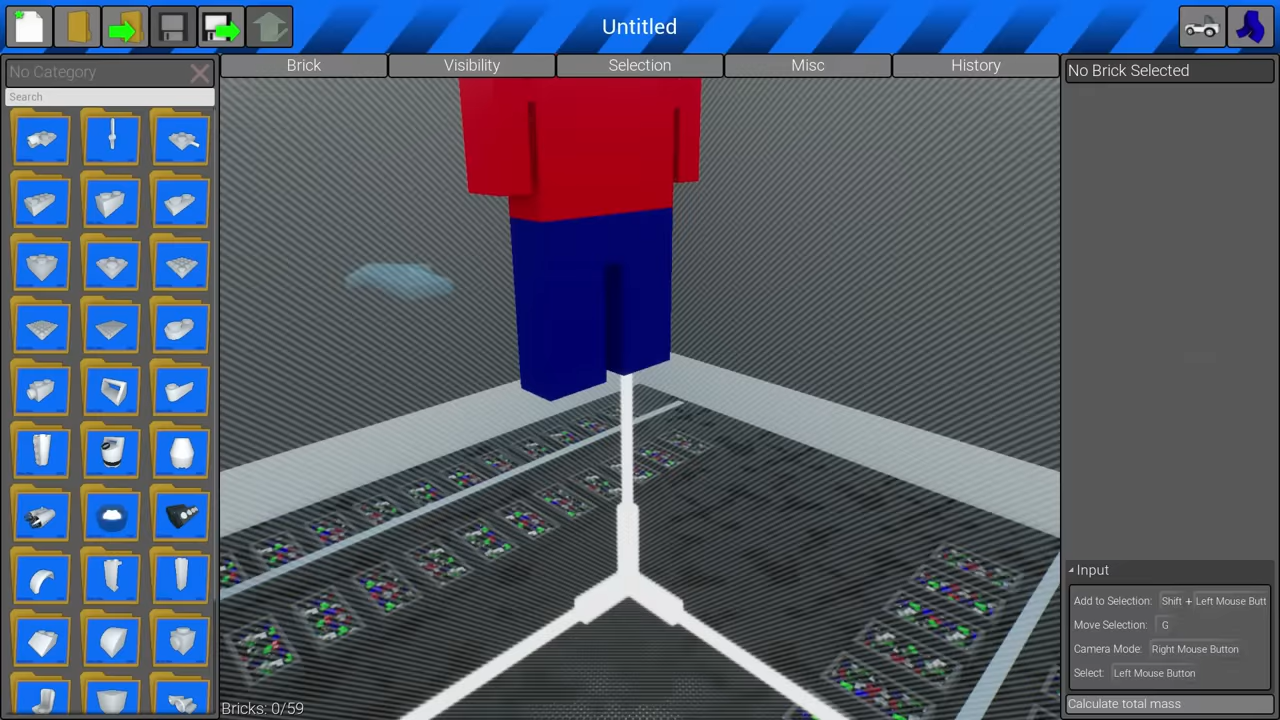 Untitled
No Category
Search
Brick
Visibility
Selection
Misc
History
No Brick Selected
Input
Add to Selection: Shift + Left Mouse Butt
Move Selection: G
Camera Mode: Right Mouse Button
Select: Left Mouse Button
Calculate total mass
Bricks: 0/59